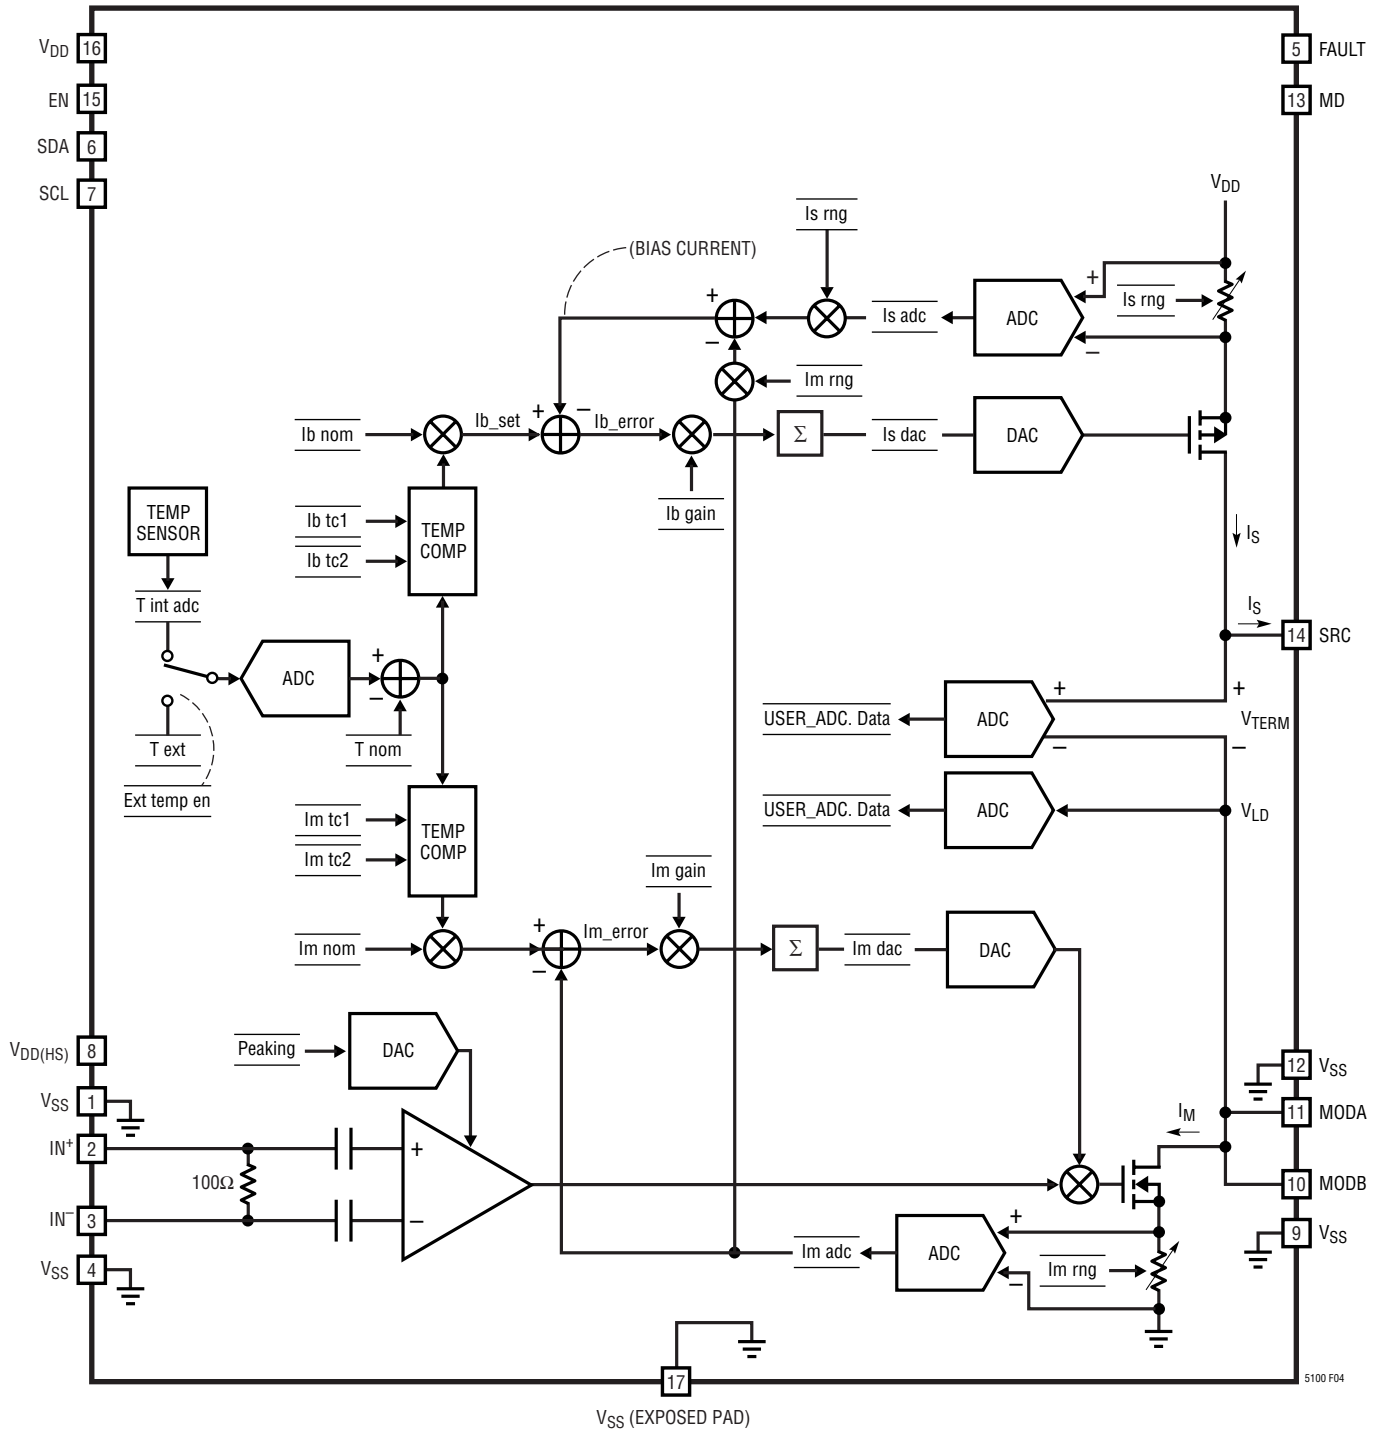 VDD 16
5 FAULT
EN 15
13 MD
SDA 6
SCL 7
VDD
Is rng
(BIAS CURRENT)
+
−
Is adc
ADC
+
−
Is rng
Im rng
Ib nom
Ib_set
+
−
Ib_error
Σ
Is dac
DAC
Ib gain
TEMP
SENSOR
Ib tc1
Ib tc2
TEMP
COMP
IS
T int adc
IS
14 SRC
ADC
+
−
T nom
T ext
Ext temp en
USER_ADC. Data
ADC
+
−
+
VTERM
−
USER_ADC. Data
ADC
VLD
Im tc1
Im tc2
TEMP
COMP
Im gain
Im nom
+
−
Im_error
Σ
Im dac
DAC
Peaking
DAC
VDD(HS) 8
12 VSS
VSS 1
11 MODA
IM
IN+ 2
+
100Ω
10 MODB
IN− 3
−
9 VSS
VSS 4
Im adc
ADC
+
−
Im rng
17
VSS (EXPOSED PAD)
5100 F04